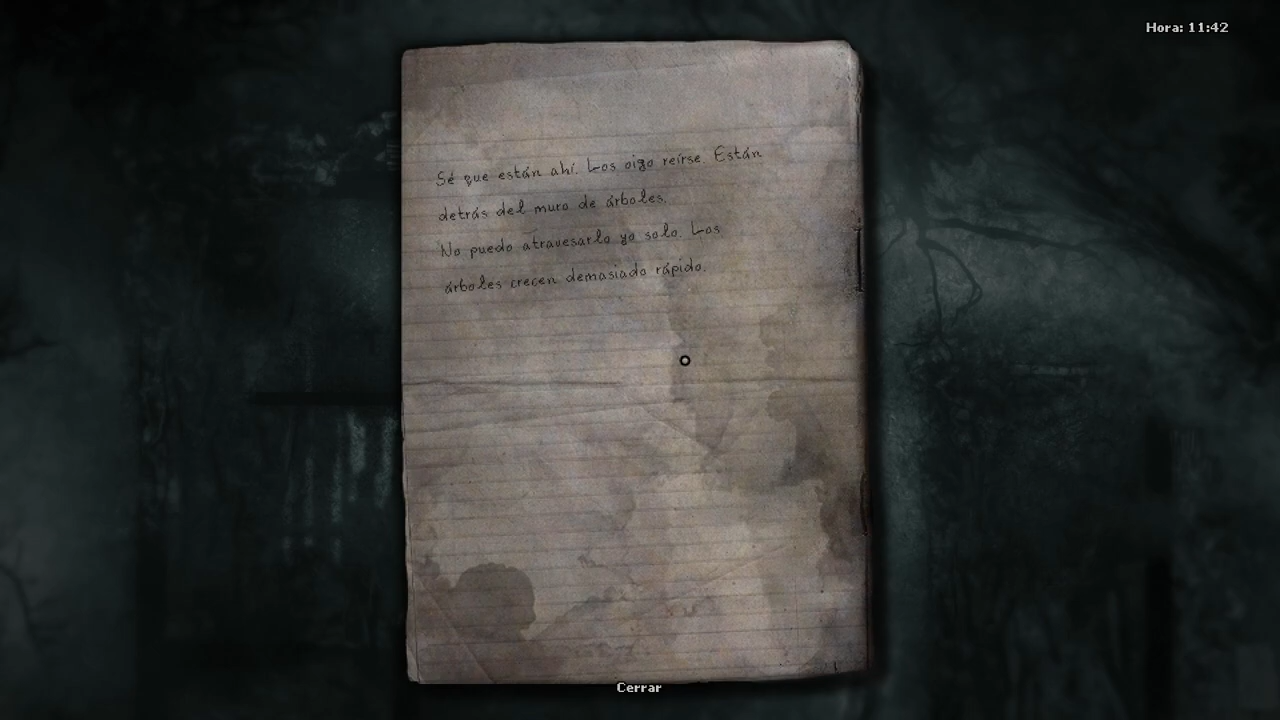 Hora: 11:42
Sé que están ahí. Los oigo reírse. Están
detrás del muro de árboles.
No puedo atravesarlo yo solo. Los
árboles crecen demasiado rápido.
Cerrar